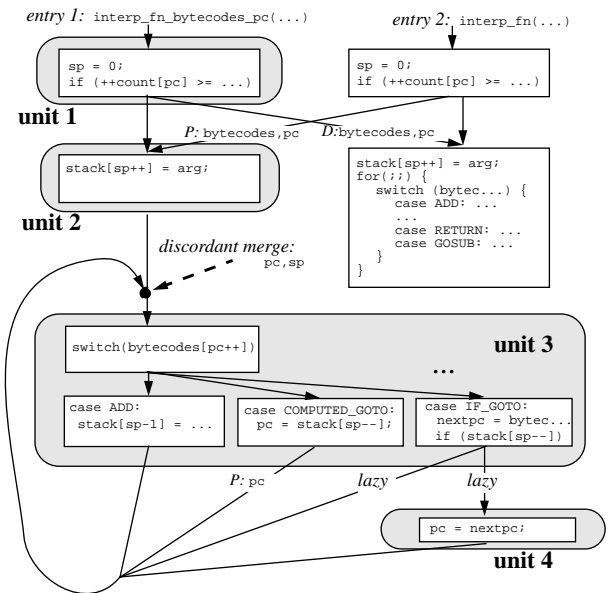 entry 1: interp_fn_bytecodes_pc(...)
entry 2: interp_fn(...)
sp = 0;
if (++count[pc] >= ...)
sp = 0;
if (++count[pc] >= ...)
unit 1
P: bytecodes,pc
D:bytecodes,pc
stack[sp++] = arg;
unit 2
stack[sp++] = arg;
for(;;) {
switch (bytec...) {
case ADD: ...
...
case RETURN: ...
case GOSUB: ...
}
}
discordant merge:
pc,sp
switch(bytecodes[pc++])
unit 3
...
case ADD:
stack[sp-1] = ...
case COMPUTED_GOTO:
pc = stack[sp--];
case IF_GOTO:
nextpc = bytec...
if (stack[sp--])
P: pc
lazy
lazy
pc = nextpc;
unit 4